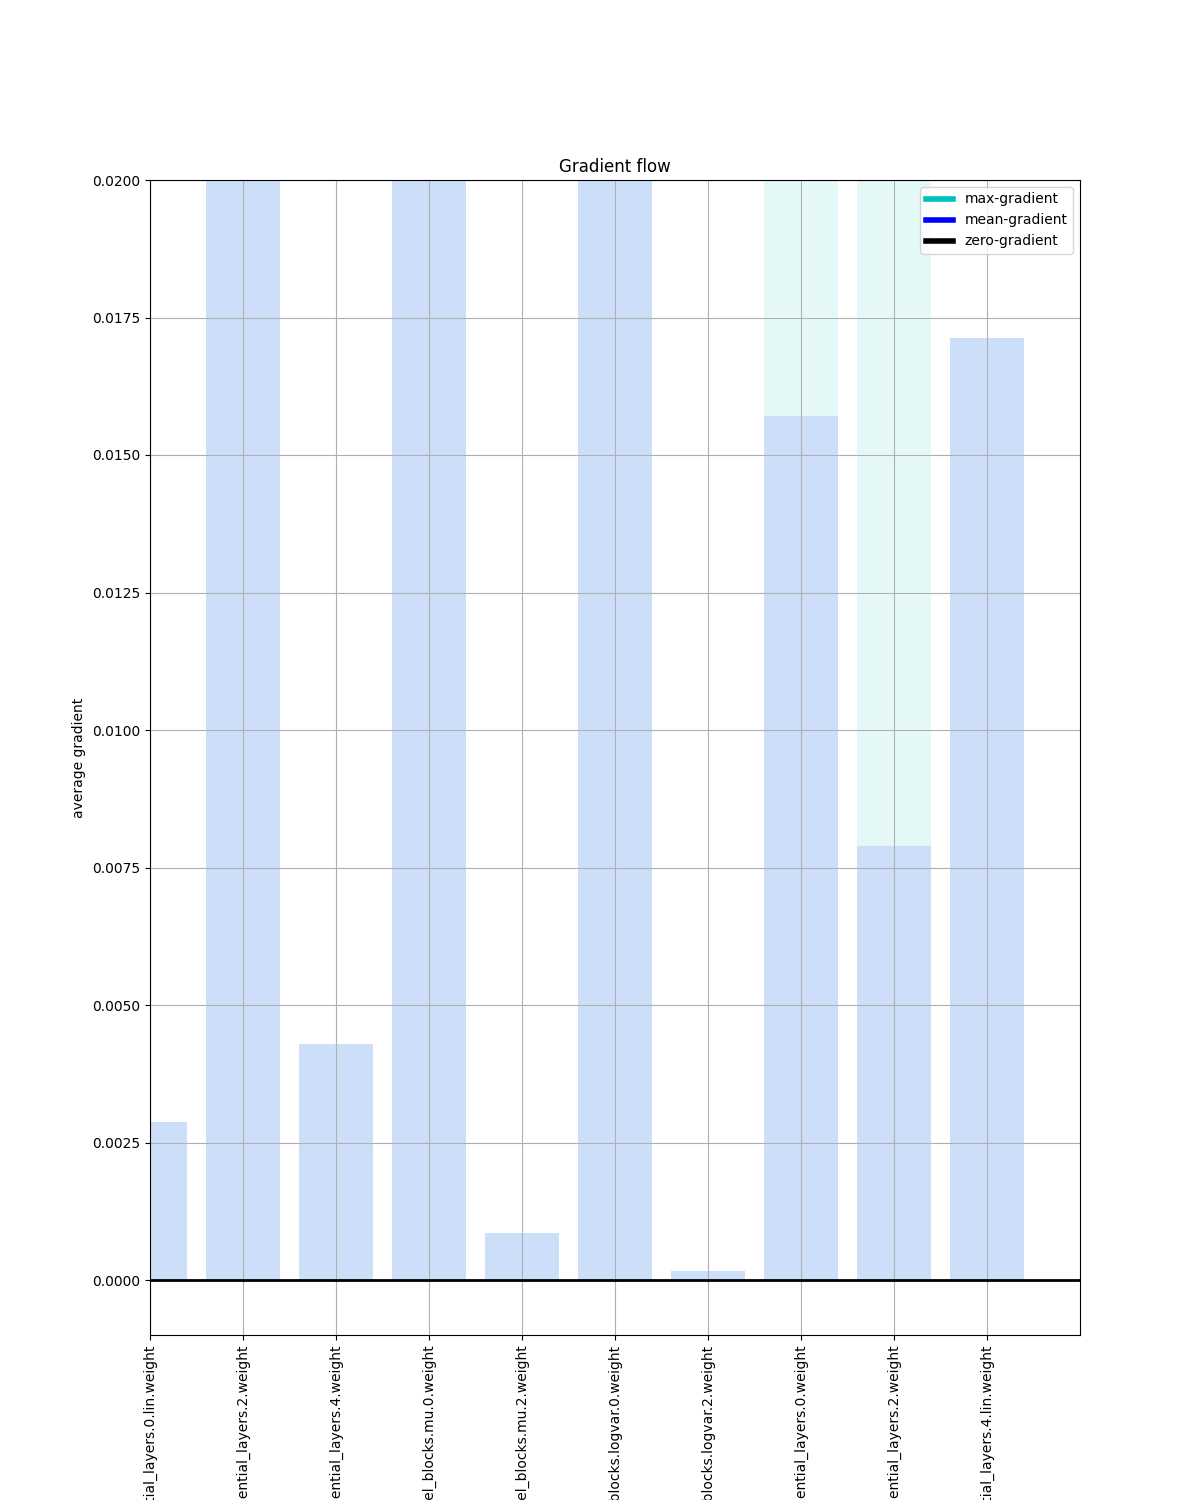 Gradient flow
max-gradient
mean-gradient
zero-gradient
0.0200
0.0175
0.0150
0.0125
0.0100
0.0075
0.0050
0.0025
0.0000
average gradient
tial_layers.0.lin.weight
ential_layers.2.weight
ential_layers.4.weight
el_blocks.mu.0.weight
el_blocks.mu.2.weight
blocks.logvar.0.weight
blocks.logvar.2.weight
ential_layers.0.weight
ential_layers.2.weight
tial_layers.4.lin.weight